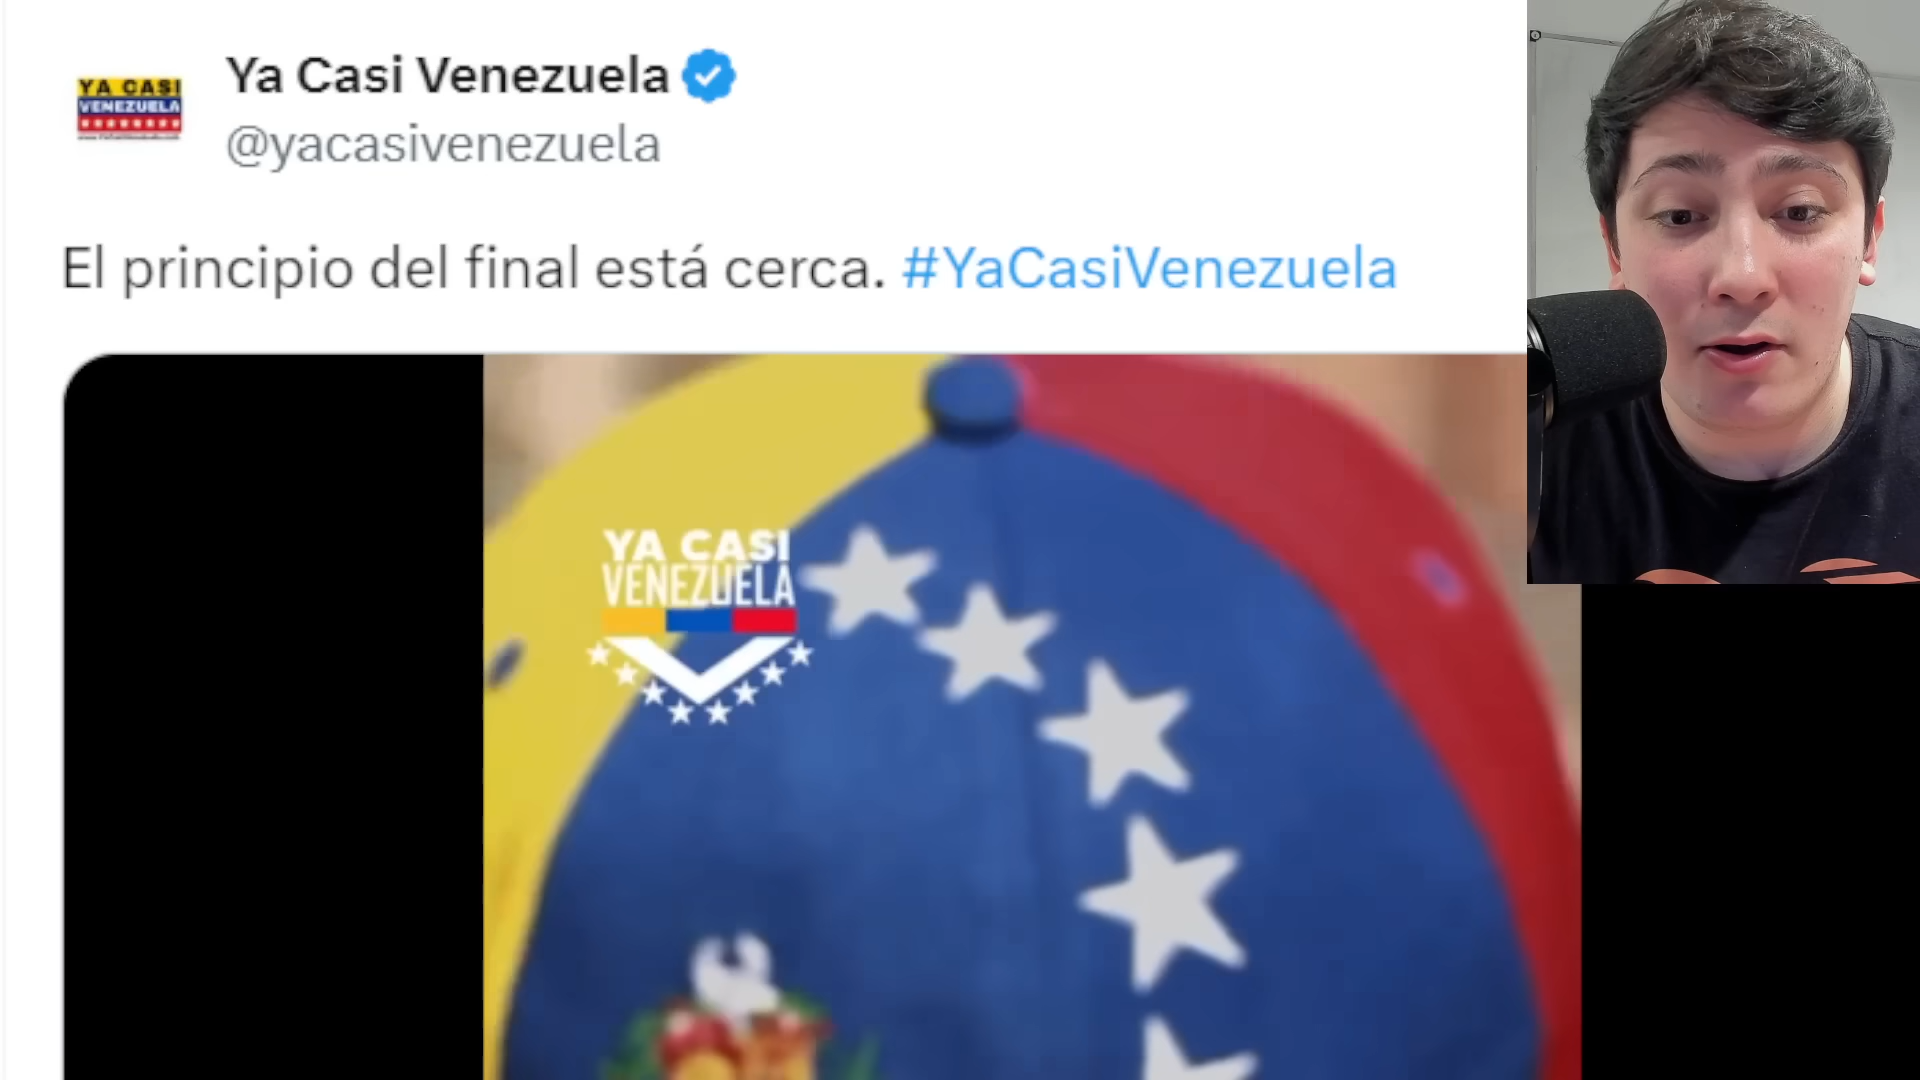 YA CASI
VENEZUELA
Ya Casi Venezuela
@yacasivenezuela
El principio del final está cerca. #YaCasiVenezuela
YA CASI
VENEZUELA